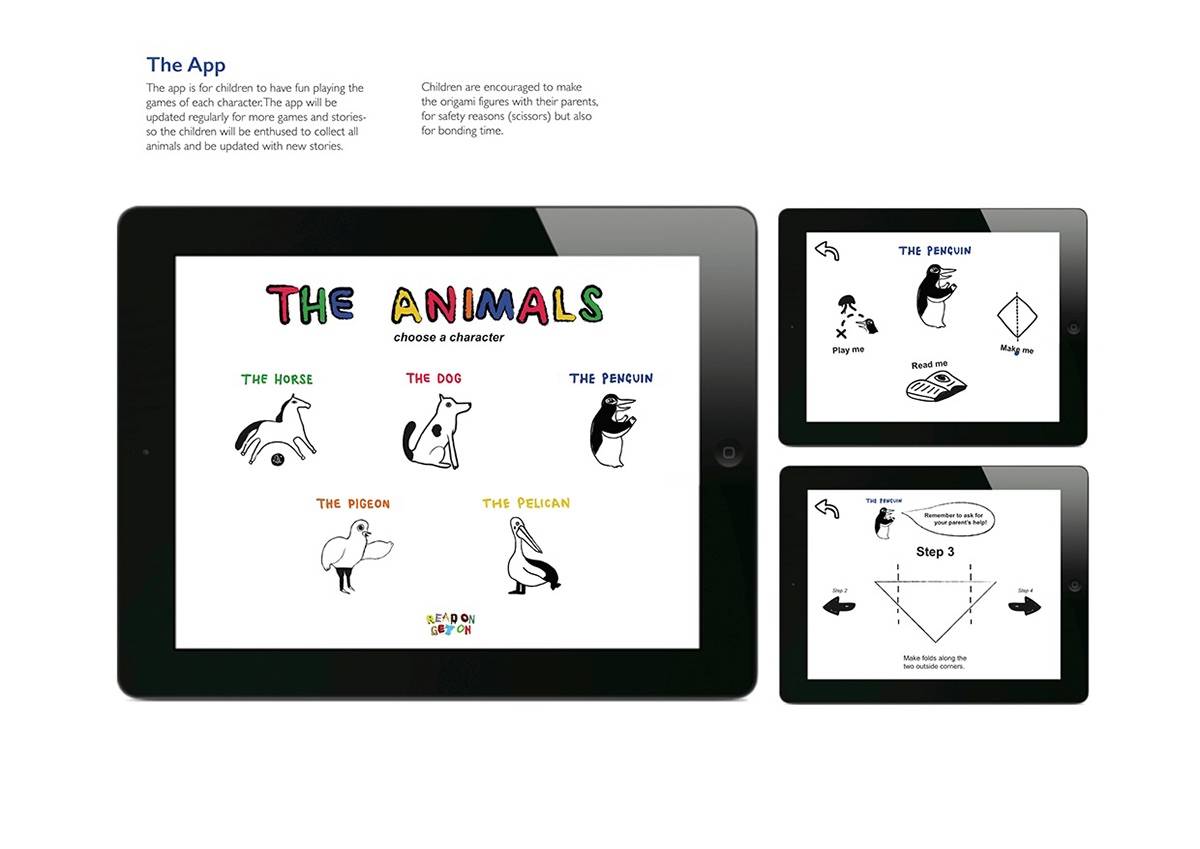 The App
The app is for children to have fun playing the
games of each character.The app will be
updated regularly for more games and stories-
so the children will be enthused to collect all
animals and be updated with new stories.
Children are encouraged to make
the origami figures with their parents,
for safety reasons (scissors) but also
for bonding time.
THE ANIMALS
choose a character
THE HORSE
THE DOG
THE PENGUIN
THE PIGEON
THE PELICAN
READ ON
GET ON
THE PENGUIN
Play me
Read me
Make me
THE PENGUIN
Remember to ask for
your parent's help!
Step 3
Step 2
Step 4
Make folds along the
two outside corners.